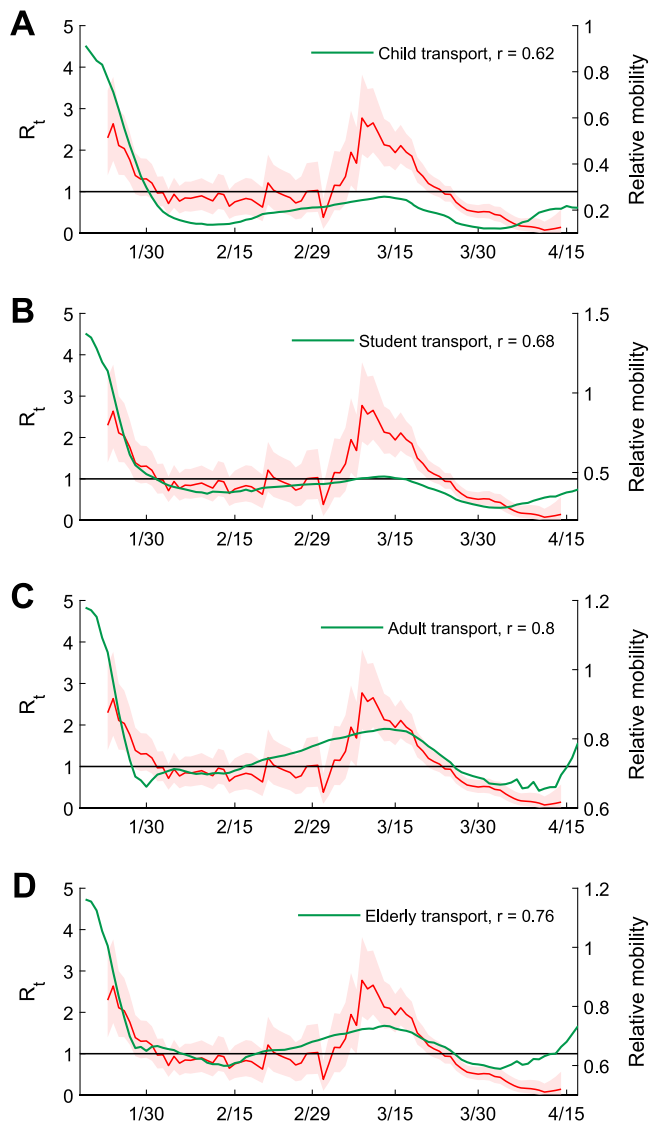 A
Child transport, r = 0.62
R_t
Relative mobility
5
4
3
2
1
0
1
0.8
0.6
0.4
0.2
1/30 2/15 2/29 3/15 3/30 4/15
B
Student transport, r = 0.68
R_t
Relative mobility
5
4
3
2
1
0
1.5
1
0.5
1/30 2/15 2/29 3/15 3/30 4/15
C
Adult transport, r = 0.8
R_t
Relative mobility
5
4
3
2
1
0
1.2
1
0.8
0.6
1/30 2/15 2/29 3/15 3/30 4/15
D
Elderly transport, r = 0.76
R_t
Relative mobility
5
4
3
2
1
0
1.2
1
0.8
0.6
1/30 2/15 2/29 3/15 3/30 4/15